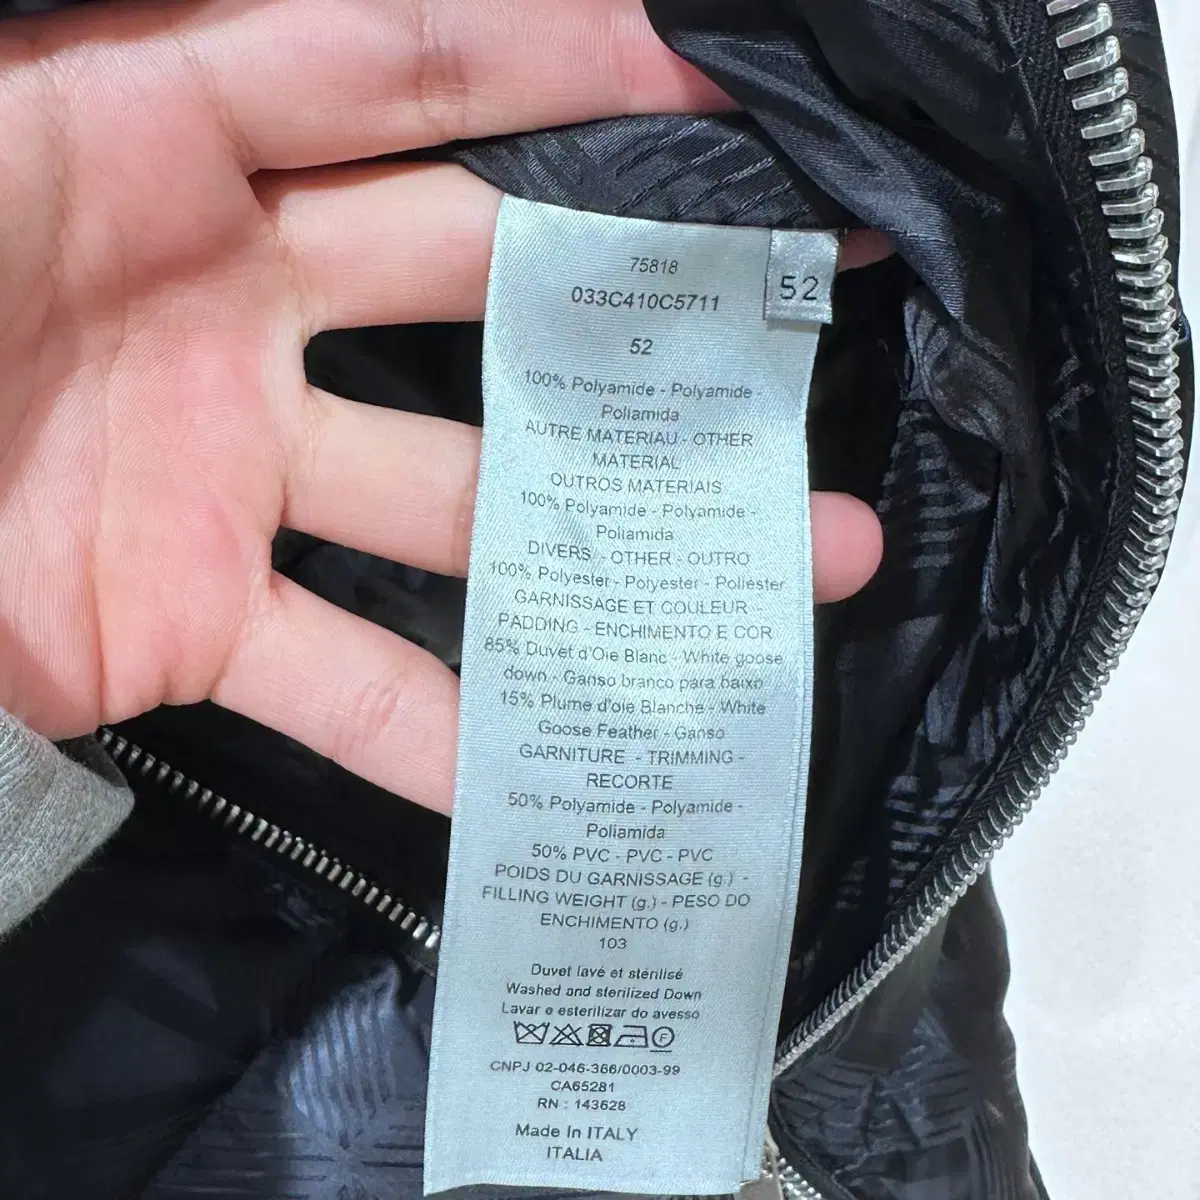 75818
033C410C5711
52
52
100% Polyamide - Polyamide -
Poliamida
AUTRE MATERIAU - OTHER
MATERIAL
OUTROS MATERIAIS
100% Polyamide - Polyamide -
Poliamida
DIVERS - OTHER - OUTRO
100% Polyester - Polyester - Poliéster
GARNISSAGE ET COULEUR -
PADDING - ENCHIMENTO E COR
85% Duvet d'Oie Blanc - White goose
down - Ganso branco para baixo
15% Plume d'oie Blanche - White
Goose Feather - Ganso
GARNITURE - TRIMMING -
RECORTE
50% Polyamide - Polyamide -
Poliamida
50% PVC - PVC - PVC
POIDS DU GARNISSAGE (g.) -
FILLING WEIGHT (g.) - PESO DO
ENCHIMENTO (g.)
103
Duvet lavé et stérilisé
Washed and sterilized Down
Lavar e esterilizar do avesso
F
CNPJ 02-046-366/0003-99
CA65281
RN : 143628
Made In ITALY
ITALIA